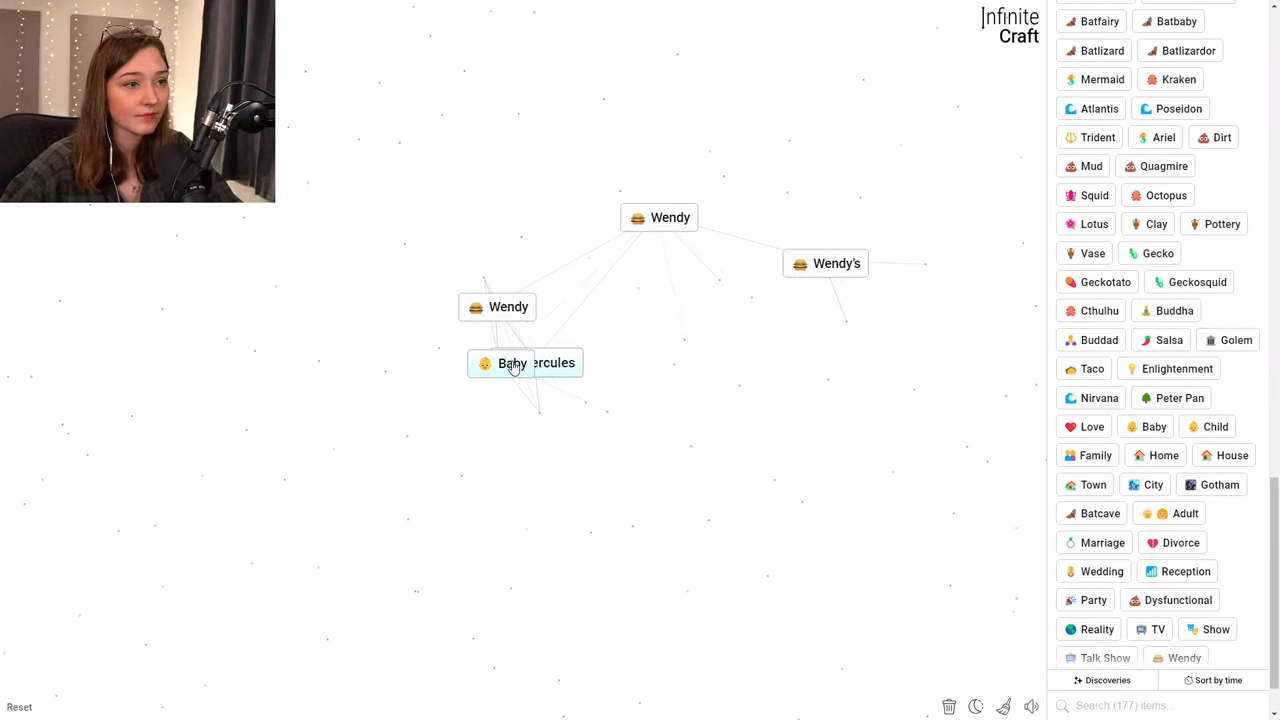 Infinite
Craft
Wendy
Wendy's
Wendy
Baby ercules
Batfairy Batbaby
Batlizard Batlizardor
Mermaid Kraken
Atlantis Poseidon
Trident Ariel Dirt
Mud Quagmire
Squid Octopus
Lotus Clay Pottery
Vase Gecko
Geckotato Geckosquid
Cthulhu Buddha
Buddad Salsa Golem
Taco Enlightenment
Nirvana Peter Pan
Love Baby Child
Family Home House
Town City Gotham
Batcave Adult
Marriage Divorce
Wedding Reception
Party Dysfunctional
Reality TV Show
Talk Show Wendy
Discoveries Sort by time
Search (177) items...
Reset